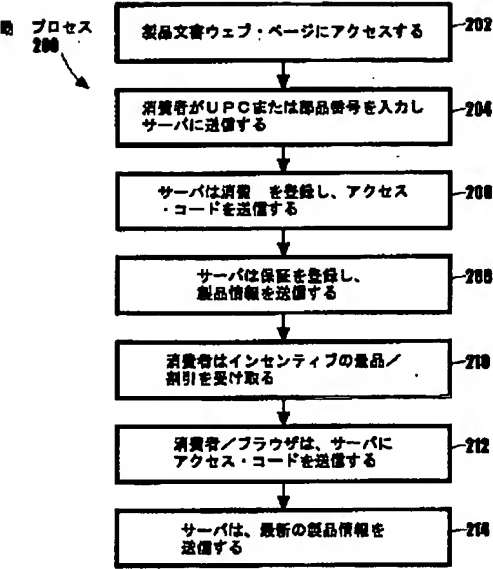 動 プロセス
200
製品文書ウェブ・ページにアクセスする
202
消費者がUPCまたは部品番号を入力し
サーバに送信する
204
サーバは消費 を登録し、アクセス
・コードを送信する
206
サーバは保証を登録し、
製品情報を送信する
208
消費者はインセンティブの景品/
割引を受け取る
210
消費者/ブラウザは、サーバに
アクセス・コードを送信する
212
サーバは、最新の製品情報を
送信する
214